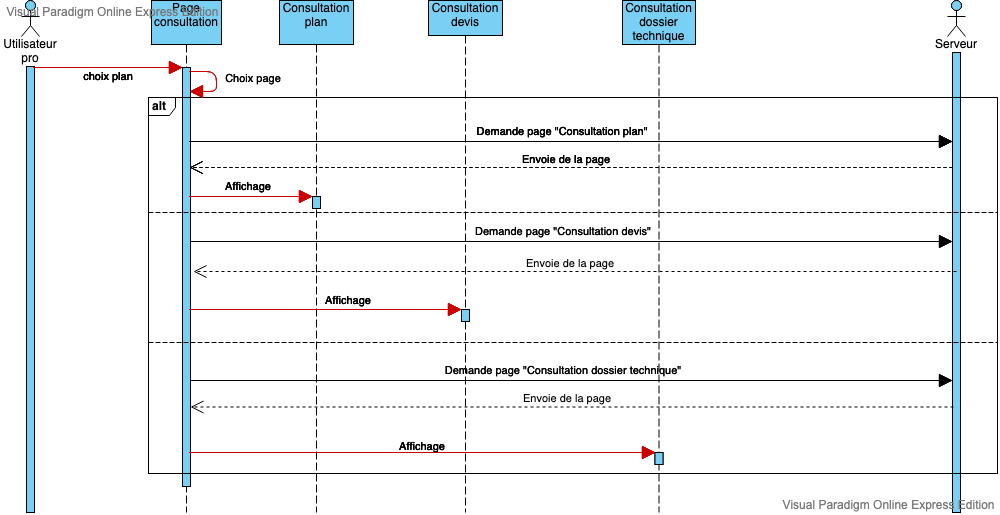 Visual Paradigm Online Express Edition
Utilisateur
pro
Page
consultation
Consultation
plan
Consultation
devis
Consultation
dossier
technique
Serveur
choix plan
Choix page
alt
Demande page "Consultation plan"
Envoie de la page
Affichage
Demande page "Consultation devis"
Envoie de la page
Affichage
Demande page "Consultation dossier technique"
Envoie de la page
Affichage
Visual Paradigm Online Express Edition